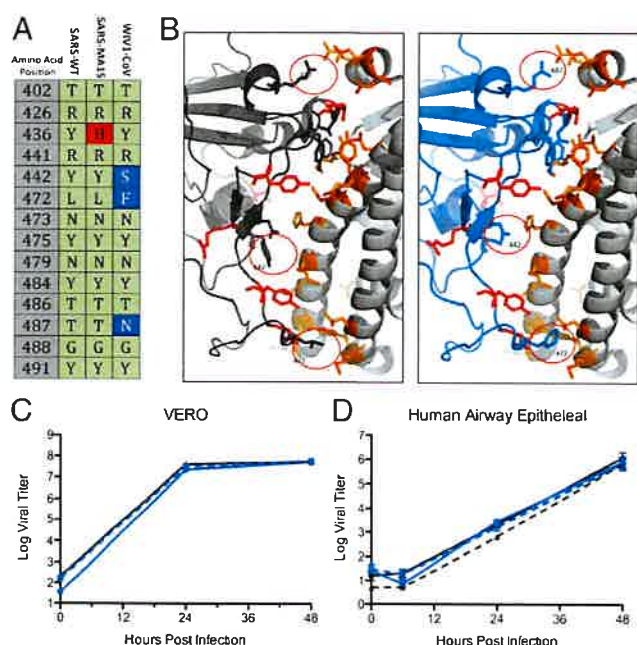 A
Amino Acid
Position
SARS-WT
SARS-MA15
WIV1-CoV
402 T T T
426 R R R
436 Y H Y
441 R R R
442 Y Y S
472 L L F
473 N N N
475 Y Y Y
479 N N N
484 Y Y Y
486 T T T
487 T T N
488 G G G
491 Y Y Y
B
487
442
472
C
VERO
Log Viral Titer
9
8
7
6
5
4
3
2
1
0 12 24 36 48
Hours Post Infection
D
Human Airway Epitheleal
Log Viral Titer
7
6
5
4
3
2
1
0
0 12 24 36 48
Hours Post Infection